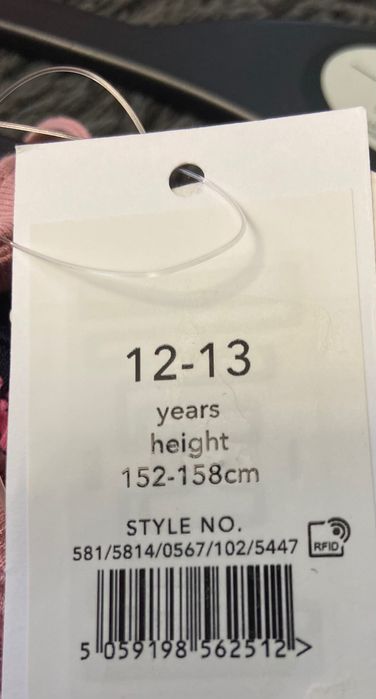 12-13
years
height
152-158cm
STYLE NO.
581/5814/0567/102/5447
RFID
5 059198 562512 >